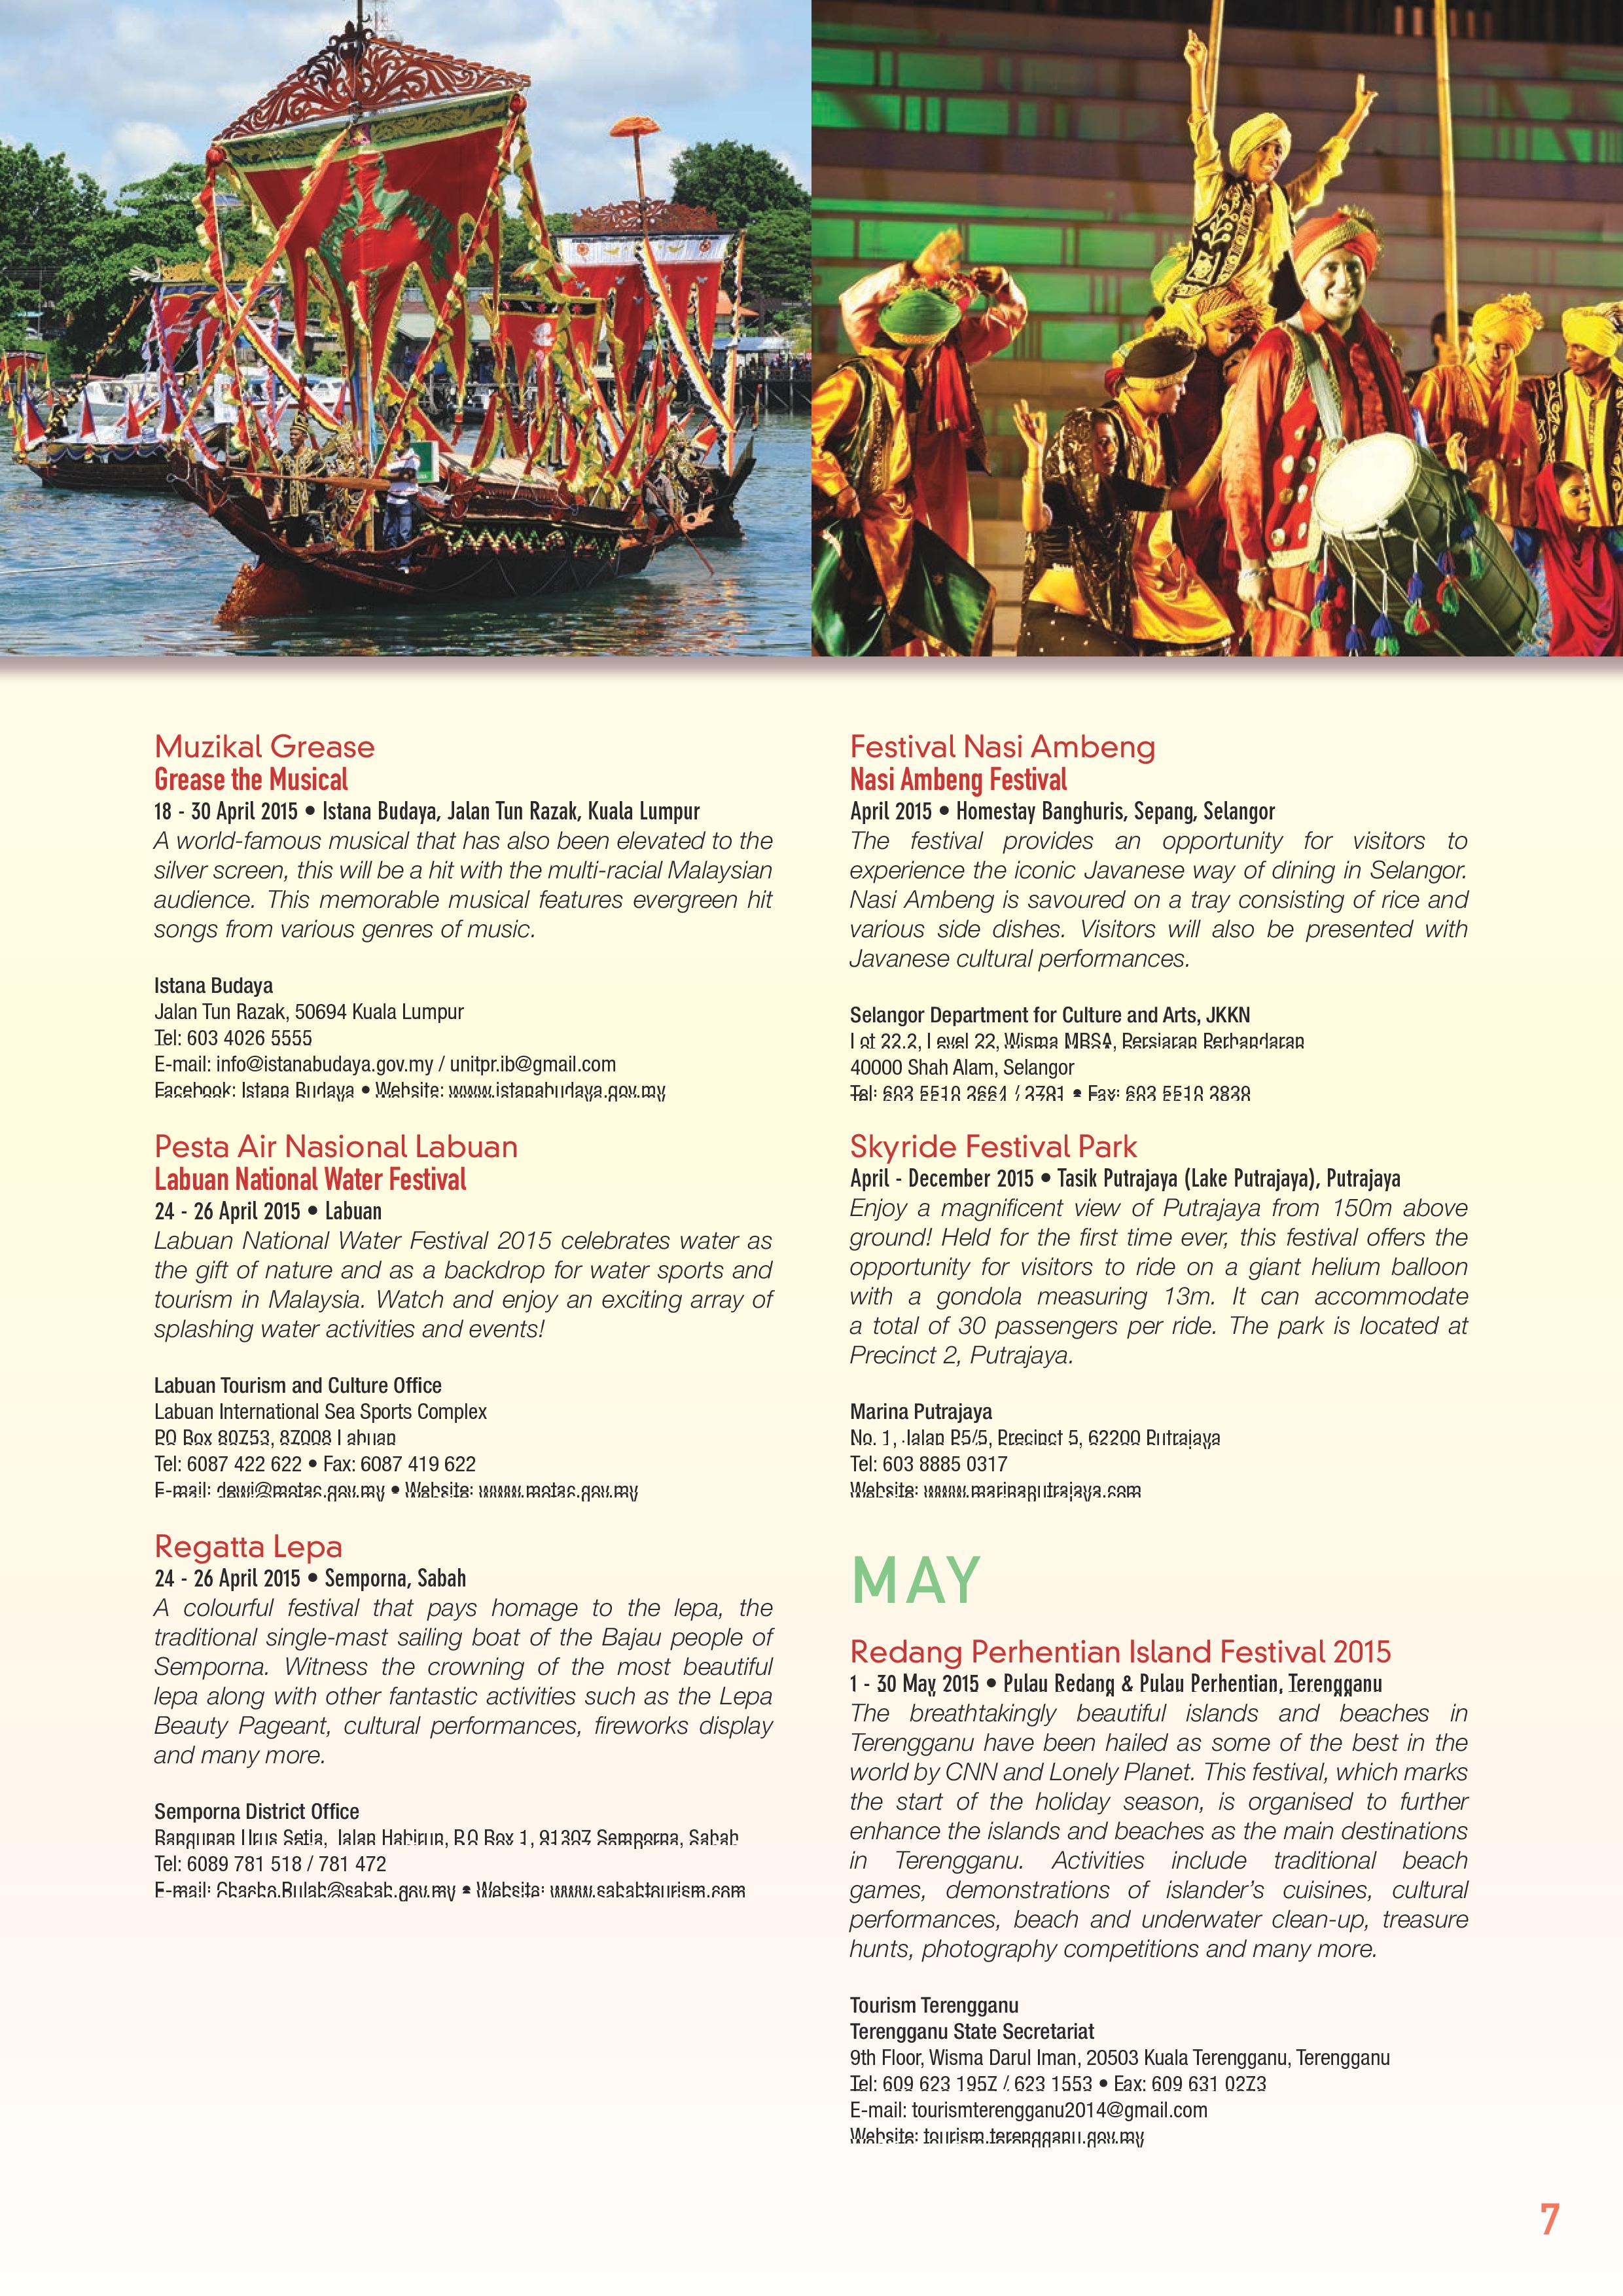 Muzikal Grease
Grease the Musical
18 - 30 April 2015 • Istana Budaya, Jalan Tun Razak, Kuala Lumpur
A world-famous musical that has also been elevated to the
silver screen, this will be a hit with the multi-racial Malaysian
audience. This memorable musical features evergreen hit
songs from various genres of music.
Istana Budaya
Jalan Tun Razak, 50694 Kuala Lumpur
Tel: 603 4026 5555
E-mail: info@istanabudaya.gov.my / unitpr.ib@gmail.com
Facebook: Istana Budaya • Website: www.istanabudaya.gov.my
Pesta Air Nasional Labuan
Labuan National Water Festival
24 - 26 April 2015 • Labuan
Labuan National Water Festival 2015 celebrates water as
the gift of nature and as a backdrop for water sports and
tourism in Malaysia. Watch and enjoy an exciting array of
splashing water activities and events!
Labuan Tourism and Culture Office
Labuan International Sea Sports Complex
PO Box 80753, 87008 Labuan
Tel: 6087 422 622 • Fax: 6087 419 622
E-mail: dewi@motac.gov.my • Website: www.motac.gov.my
Regatta Lepa
24 - 26 April 2015 • Semporna, Sabah
A colourful festival that pays homage to the lepa, the
traditional single-mast sailing boat of the Bajau people of
Semporna. Witness the crowning of the most beautiful
lepa along with other fantastic activities such as the Lepa
Beauty Pageant, cultural performances, fireworks display
and many more.
Semporna District Office
Bangunan Urus Setia, Jalan Habirun, P.O Box 1, 91307 Semporna, Sabah
Tel: 6089 781 518 / 781 472
E-mail: • Website: www.sabahtourism.com
Festival Nasi Ambeng
Nasi Ambeng Festival
April 2015 • Homestay Banghuris, Sepang, Selangor
The festival provides an opportunity for visitors to
experience the iconic Javanese way of dining in Selangor.
Nasi Ambeng is savoured on a tray consisting of rice and
various side dishes. Visitors will also be presented with
Javanese cultural performances.
Selangor Department for Culture and Arts, JKKN
Lot 22.2, Level 22, Wisma MBSA, Persiaran Perbandaran
40000 Shah Alam, Selangor
Tel: 603 • Fax: 603
Skyride Festival Park
April - December 2015 • Tasik Putrajaya (Lake Putrajaya), Putrajaya
Enjoy a magnificent view of Putrajaya from 150m above
ground! Held for the first time ever, this festival offers the
opportunity for visitors to ride on a giant helium balloon
with a gondola measuring 13m. It can accommodate
a total of 30 passengers per ride. The park is located at
Precinct 2, Putrajaya.
Marina Putrajaya
No. 1, Jalan P5/5, Precinct 5, 62200 Putrajaya
Tel: 603 8885 0317
Website: www.marinaputrajaya.com
MAY
Redang Perhentian Island Festival 2015
1 - 30 May 2015 • Pulau Redang & Pulau Perhentian, Terengganu
The breathtakingly beautiful islands and beaches in
Terengganu have been hailed as some of the best in the
world by CNN and Lonely Planet. This festival, which marks
the start of the holiday season, is organised to further
enhance the islands and beaches as the main destinations
in Terengganu. Activities include traditional beach
games, demonstrations of islander's cuisines, cultural
performances, beach and underwater clean-up, treasure
hunts, photography competitions and many more.
Tourism Terengganu
Terengganu State Secretariat
9th Floor, Wisma Darul Iman, 20503 Kuala Terengganu, Terengganu
Tel: 609 623 1957 / 623 1553 • Fax: 609 631 0273
E-mail: tourismterengganu2014@gmail.com
Website: tourism.terengganu.gov.my
7